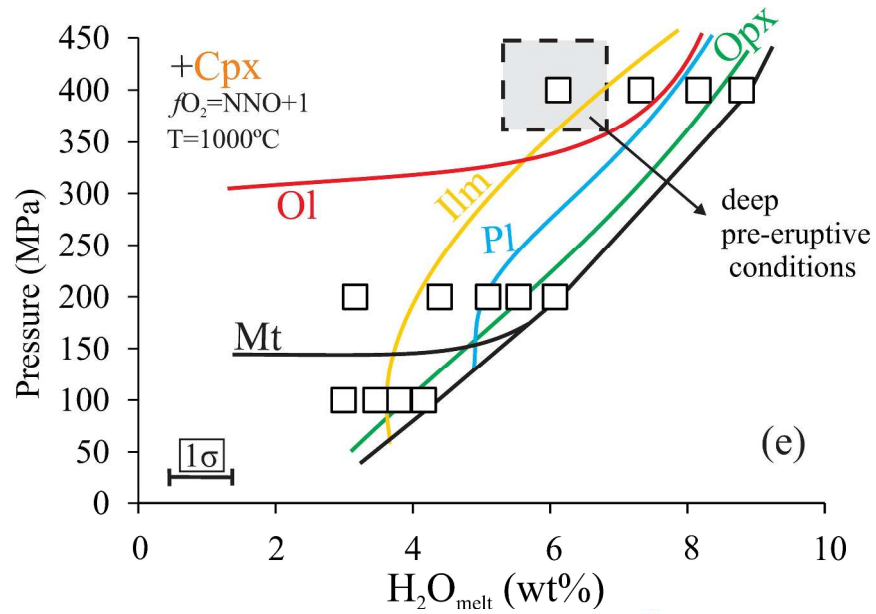 450
400
350
300
250
200
150
100
50
0
Pressure (MPa)
+Cpx
fO₂=NNO+1
T=1000ºC
Ol
Ilm
Pl
Opx
Mt
deep
pre-eruptive
conditions
1σ
(e)
0 2 4 6 8 10
H₂Omelt (wt%)